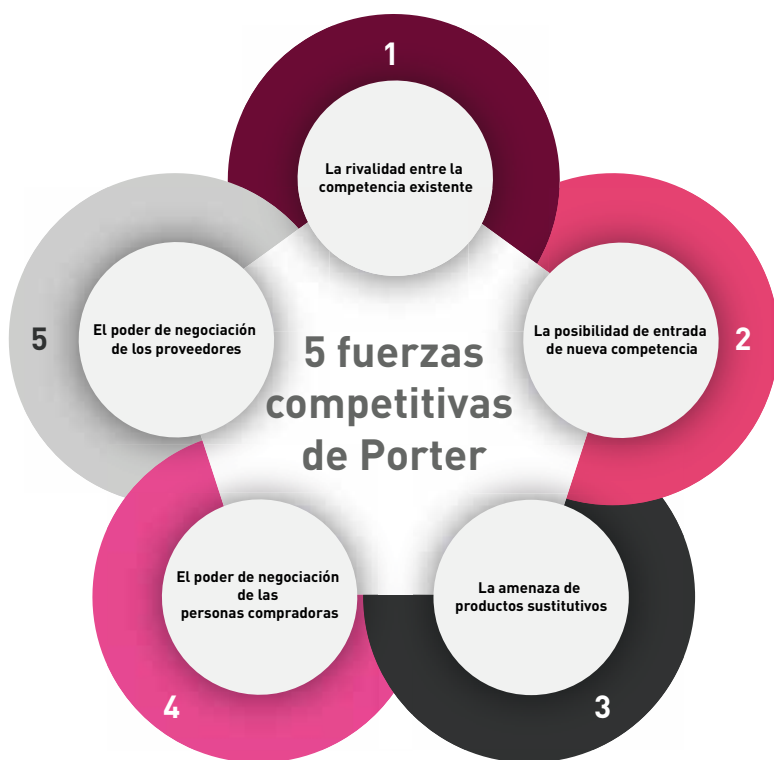 1
La rivalidad entre la
competencia existente
2
La posibilidad de entrada
de nueva competencia
3
La amenaza de
productos sustitutivos
4
El poder de negociación
de las
personas compradoras
5
El poder de negociación
de los proveedores
5 fuerzas
competitivas
de Porter